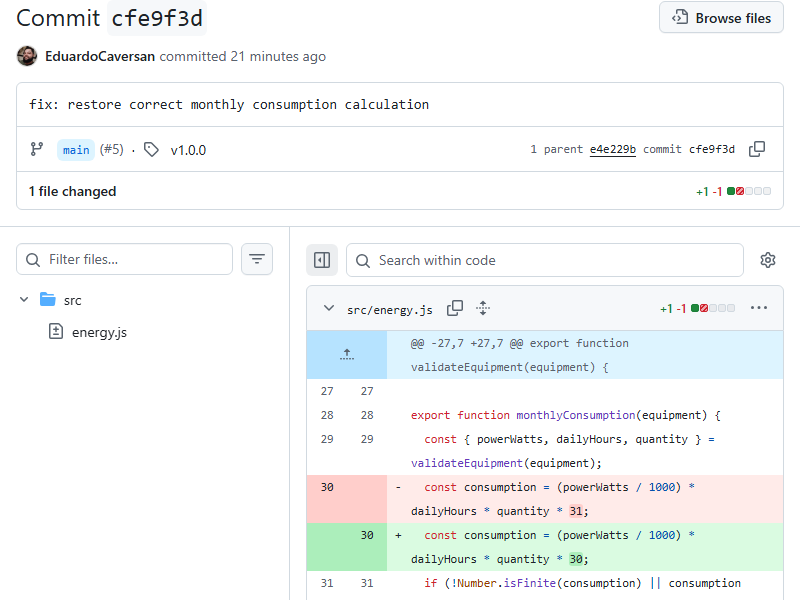 Commit cfe9f3d
Browse files
EduardoCaversan committed 21 minutes ago
fix: restore correct monthly consumption calculation
main (#5) · v1.0.0
1 parent e4e229b commit cfe9f3d
1 file changed
+1 -1
Filter files...
src
energy.js
Search within code
src/energy.js
+1 -1
@@ -27,7 +27,7 @@ export function
validateEquipment(equipment) {
27 27
28 28 export function monthlyConsumption(equipment) {
29 29 const { powerWatts, dailyHours, quantity } =
validateEquipment(equipment);
30 - const consumption = (powerWatts / 1000) *
dailyHours * quantity * 31;
30 + const consumption = (powerWatts / 1000) *
dailyHours * quantity * 30;
31 31 if (!Number.isFinite(consumption) || consumption